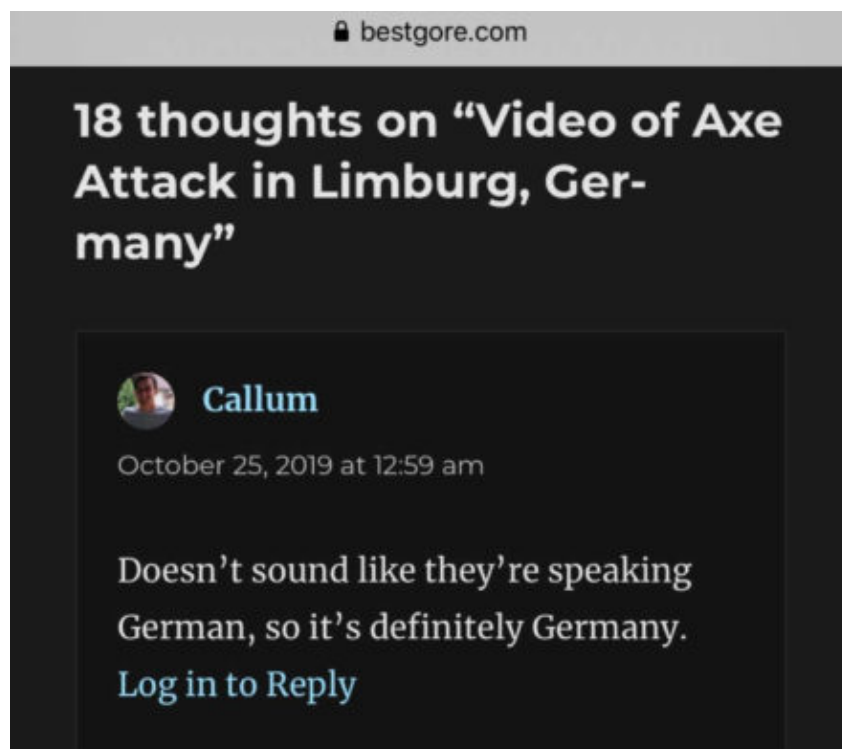 bestgore.com
18 thoughts on “Video of Axe
Attack in Limburg, Ger-
many”
Callum
October 25, 2019 at 12:59 am
Doesn’t sound like they’re speaking
German, so it’s definitely Germany.
Log in to Reply